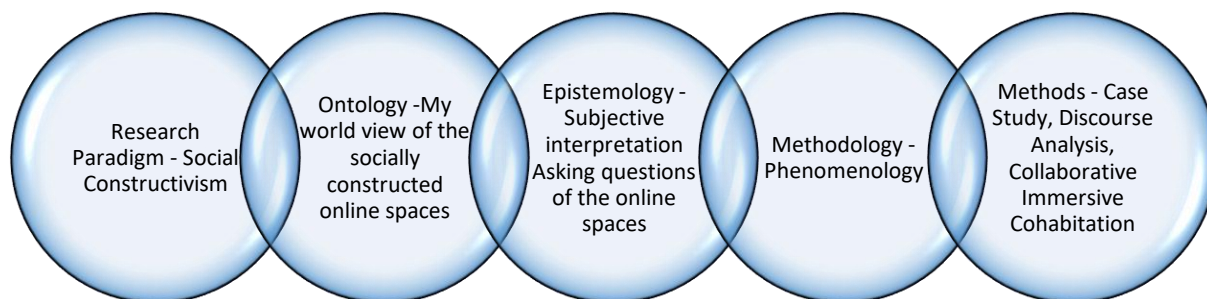 Research
Paradigm - Social
Constructivism
Ontology -My
world view of the
socially
constructed
online spaces
Epistemology -
Subjective
interpretation
Asking questions
of the online
spaces
Methodology -
Phenomenology
Methods - Case
Study, Discourse
Analysis,
Collaborative
Immersive
Cohabitation